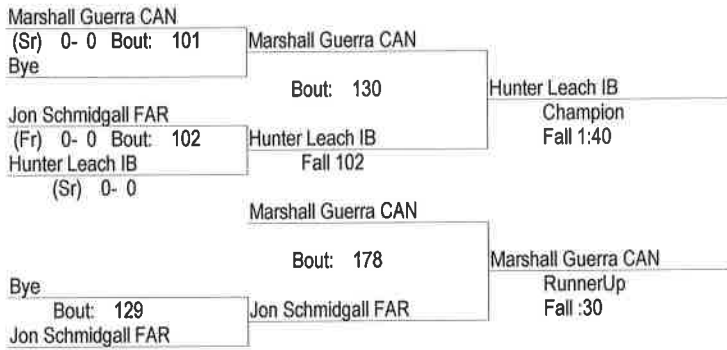 Marshall Guerra CAN
(Sr) 0- 0 Bout: 101
Bye
Marshall Guerra CAN
Bout: 130
Jon Schmidgall FAR
(Fr) 0- 0 Bout: 102
Hunter Leach IB
(Sr) 0- 0
Hunter Leach IB
Fall 102
Hunter Leach IB
Champion
Fall 1:40
Marshall Guerra CAN
Bout: 178
Bye
Bout: 129
Jon Schmidgall FAR
Jon Schmidgall FAR
Marshall Guerra CAN
RunnerUp
Fall :30